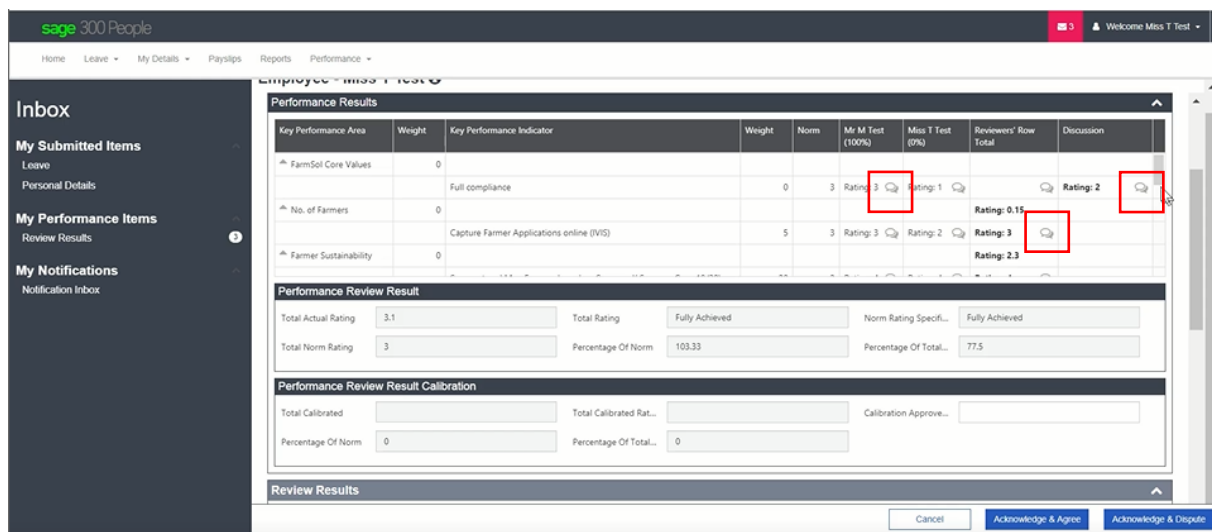 sage 300 People
3 Welcome Miss T Test
Home Leave My Details Payslips Reports Performance
Employee - Miss T Test
Inbox
My Submitted Items
Leave
Personal Details
My Performance Items
Review Results 3
My Notifications
Notification Inbox
Performance Results
Key Performance Area Weight Key Performance Indicator Weight Norm Mr M Test (100%) Miss T Test (0%) Reviewers' Row Total Discussion
FarmSol Core Values 0
Full compliance 0 3 Rating: 3 Rating: 1 Rating: 2
No. of Farmers 0 Rating: 0.15
Capture Farmer Applications online (IVIS) 5 3 Rating: 3 Rating: 2 Rating: 3
Farmer Sustainability 0 Rating: 2.3
Performance Review Result
Total Actual Rating 3.1 Total Rating Fully Achieved Norm Rating Specifi... Fully Achieved
Total Norm Rating 3 Percentage Of Norm 103.33 Percentage Of Total... 77.5
Performance Review Result Calibration
Total Calibrated Total Calibrated Rat... Calibration Approve...
Percentage Of Norm 0 Percentage Of Total... 0
Review Results
Cancel Acknowledge & Agree Acknowledge & Dispute